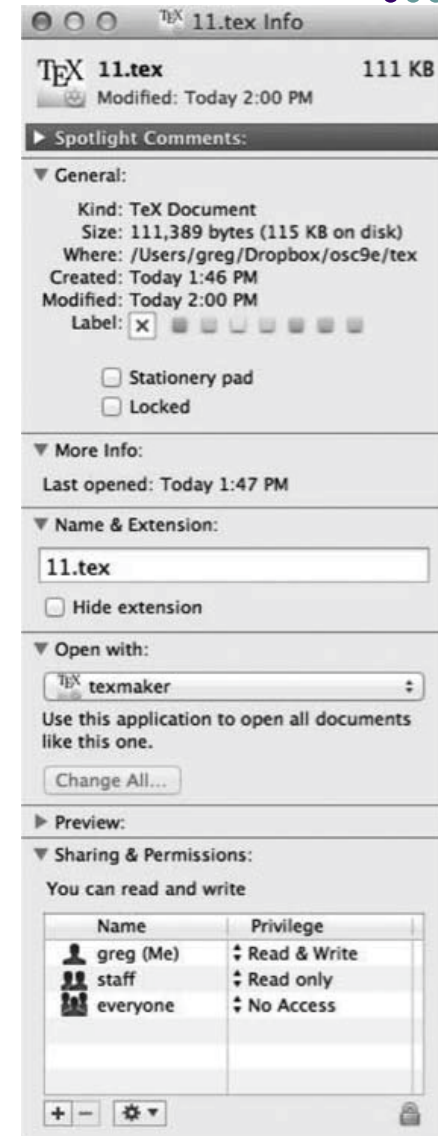 TEX 11.tex Info
TEX 11.tex 111 KB
Modified: Today 2:00 PM
Spotlight Comments:
General:
Kind: TeX Document
Size: 111,389 bytes (115 KB on disk)
Where: /Users/greg/Dropbox/osc9e/tex
Created: Today 1:46 PM
Modified: Today 2:00 PM
Label:
Stationery pad
Locked
More Info:
Last opened: Today 1:47 PM
Name & Extension:
11.tex
Hide extension
Open with:
TEX texmaker
Use this application to open all documents
like this one.
Change All...
Preview:
Sharing & Permissions:
You can read and write
Name Privilege
greg (Me) Read & Write
staff Read only
everyone No Access